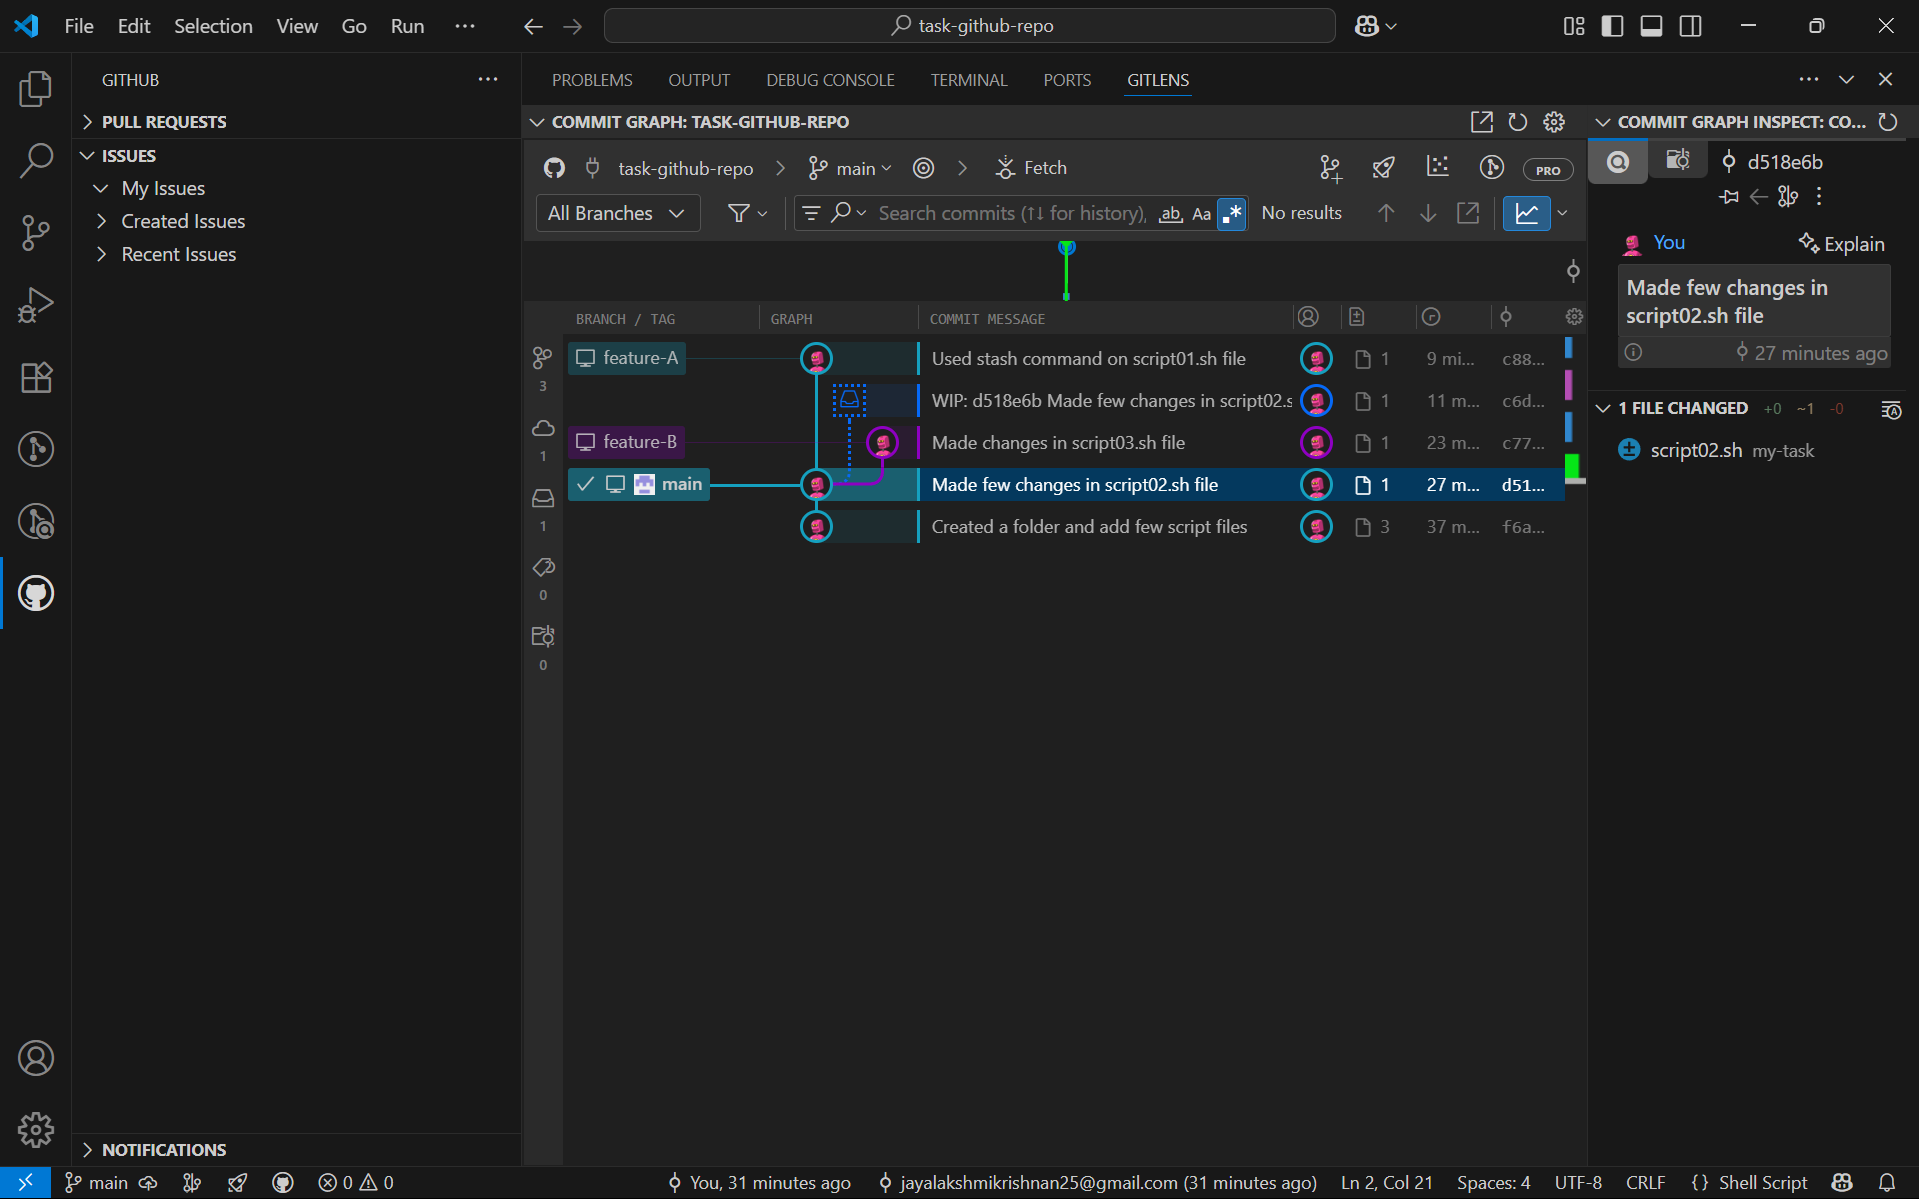 File Edit Selection View Go Run ···
task-github-repo
GITHUB
PULL REQUESTS
ISSUES
My Issues
Created Issues
Recent Issues
NOTIFICATIONS
PROBLEMS OUTPUT DEBUG CONSOLE TERMINAL PORTS GITLENS
COMMIT GRAPH: TASK-GITHUB-REPO
task-github-repo main Fetch PRO
All Branches Search commits (↑↓ for history), ab Aa .* No results
BRANCH / TAG GRAPH COMMIT MESSAGE
feature-A Used stash command on script01.sh file 1 9 mi... c88...
WIP: d518e6b Made few changes in script02.s 1 11 m... c6d...
feature-B Made changes in script03.sh file 1 23 m... c77...
main Made few changes in script02.sh file 1 27 m... d51...
Created a folder and add few script files 3 37 m... f6a...
3
1
1
0
0
COMMIT GRAPH INSPECT: CO...
d518e6b
You Explain
Made few changes in
script02.sh file
27 minutes ago
1 FILE CHANGED +0 ~1 -0
script02.sh my-task
main 0 0 You, 31 minutes ago jayalakshmikrishnan25@gmail.com (31 minutes ago) Ln 2, Col 21 Spaces: 4 UTF-8 CRLF {} Shell Script